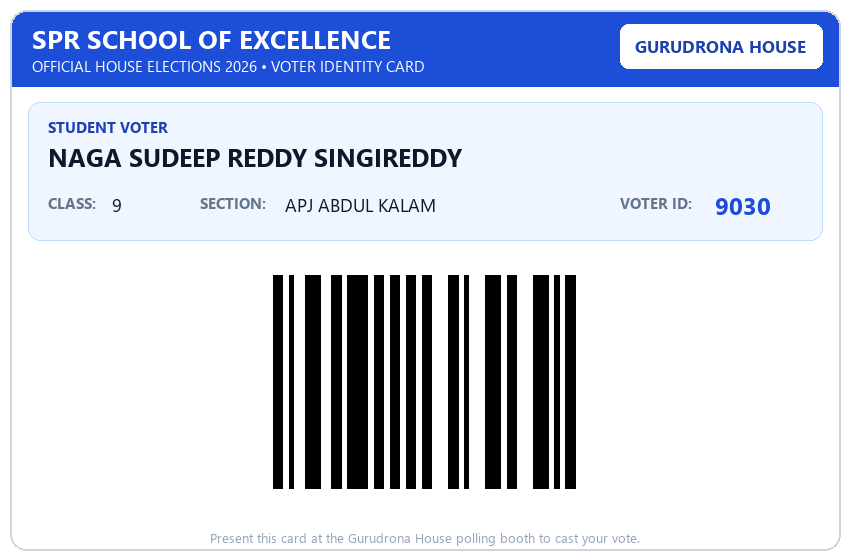 SPR SCHOOL OF EXCELLENCE
OFFICIAL HOUSE ELECTIONS 2026 • VOTER IDENTITY CARD
GURUDRONA HOUSE
STUDENT VOTER
NAGA SUDEEP REDDY SINGIREDDY
CLASS: 9 SECTION: APJ ABDUL KALAM VOTER ID: 9030
Present this card at the Gurudrona House polling booth to cast your vote.